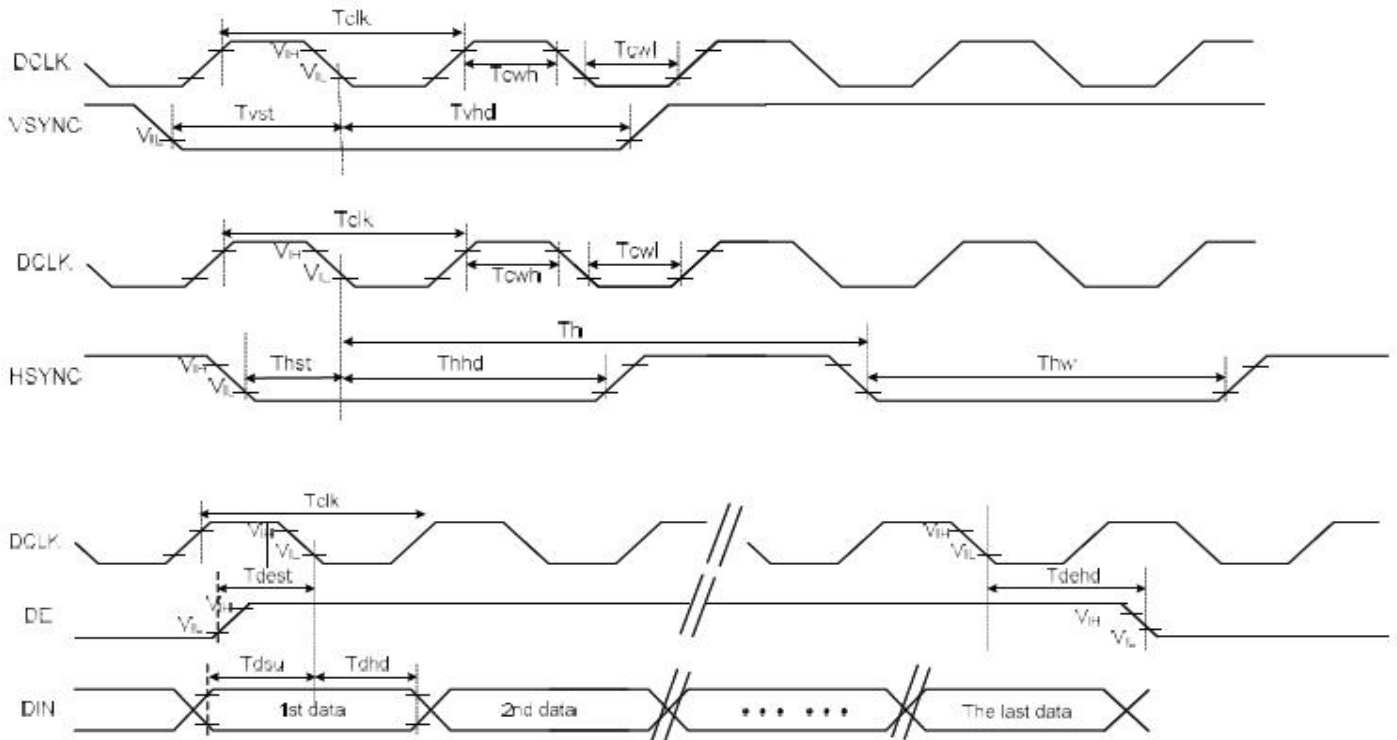 Tclk
DCLK
VIH
VIL
Tcwh
Tcwl
VSYNC
VIL
Tvst
Tvhd
Tclk
DCLK
VIH
VIL
Tcwh
Tcwl
Th
HSYNC
VIH
VIL
Thst
Thhd
Thw
Tclk
DCLK
VIH
VIL
VIH
VIL
Tdest
Tdehd
DE
VIH
VIL
VIH
VIL
Tdsu
Tdhd
DIN
1st data
2nd data
The last data